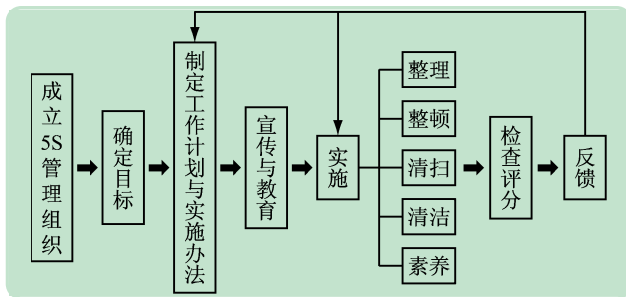 成立5S管理组织
确定目标
制定工作计划与实施办法
宣传与教育
实施
整理
整顿
清扫
清洁
素养
检查评分
反馈